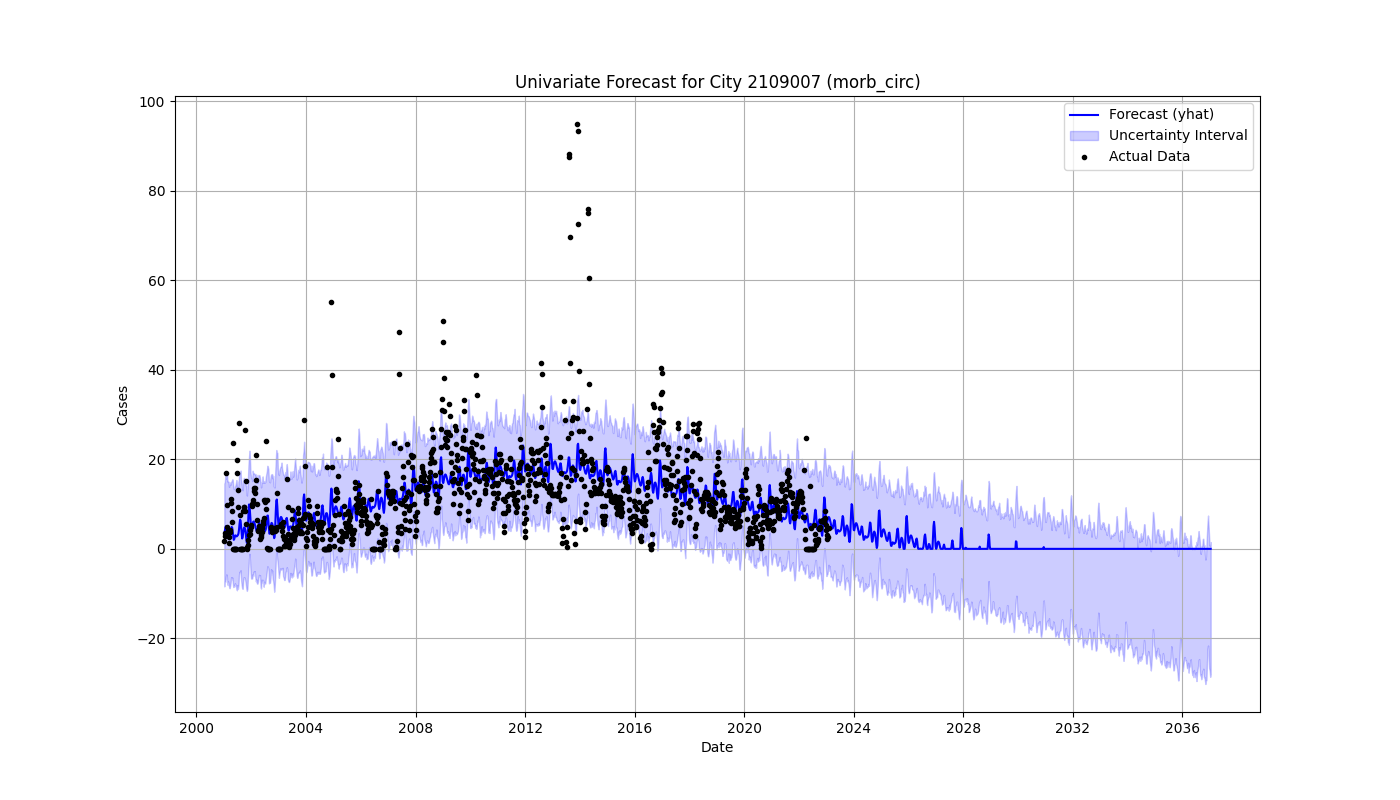 Univariate Forecast for City 2109007 (morb_circ)
Forecast (yhat)
Uncertainty Interval
Actual Data
100
80
60
40
20
0
−20
Cases
2000 2004 2008 2012 2016 2020 2024 2028 2032 2036
Date